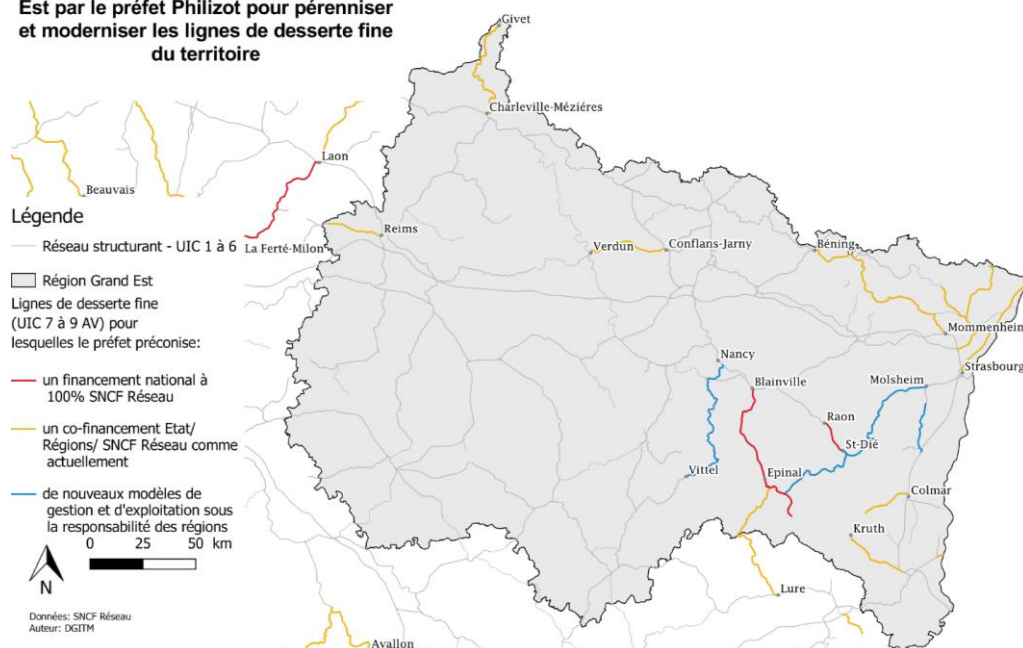 Est par le préfet Philizot pour pérenniser
et moderniser les lignes de desserte fine
du territoire
Givet
Charleville-Méziéres
Laon
Beauvais
Légende
Réseau structurant - UIC 1 à 6
La Ferté-Milon
Reims
Verdun
Conflans-Jarny
Béning
Région Grand Est
Lignes de desserte fine
(UIC 7 à 9 AV) pour
lesquelles le préfet préconise:
Mommenheim
Strasbourg
Nancy
Blainville
Molsheim
un financement national à
100% SNCF Réseau
Raon
St-Dié
un co-financement Etat/
Régions/ SNCF Réseau comme
actuellement
Vittel
Epinal
de nouveaux modèles de
gestion et d'exploitation sous
la responsabilité des régions
Colmar
Kruth
0 25 50 km
N
Lure
Données: SNCF Réseau
Auteur: DGITM
Avallon